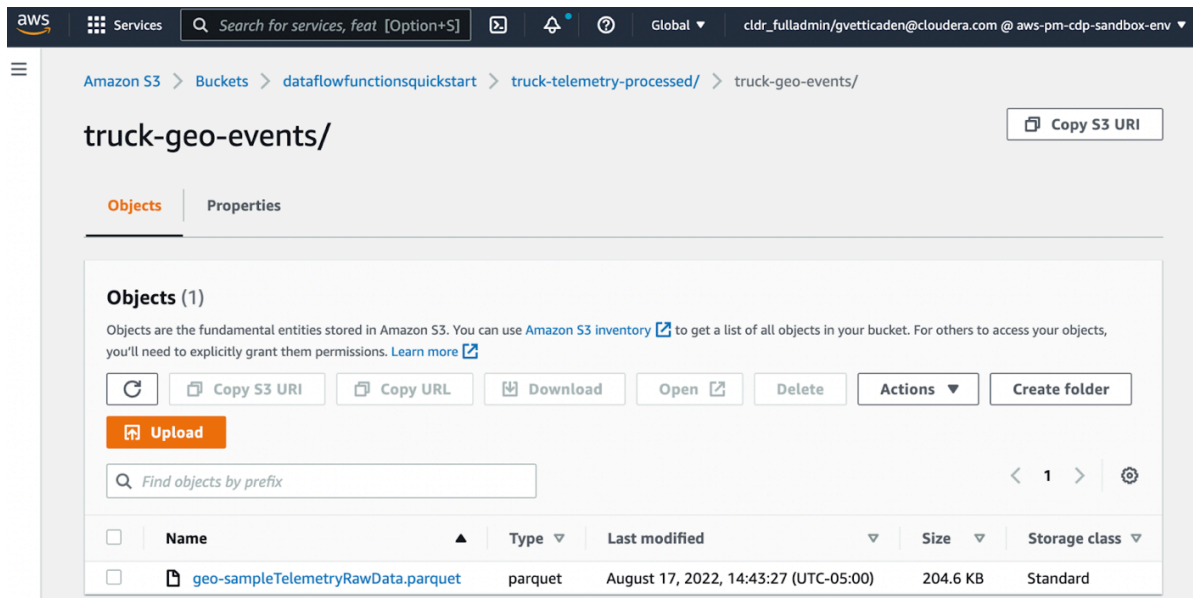 aws Services Search for services, feat [Option+S] Global ▼ cldr_fulladmin/gvetticaden@cloudera.com @ aws-pm-cdp-sandbox-env ▼
Amazon S3 > Buckets > dataflowfunctionsquickstart > truck-telemetry-processed/ > truck-geo-events/
truck-geo-events/ Copy S3 URI
Objects Properties
Objects (1)
Objects are the fundamental entities stored in Amazon S3. You can use Amazon S3 inventory to get a list of all objects in your bucket. For others to access your objects,
you'll need to explicitly grant them permissions. Learn more
Copy S3 URI Copy URL Download Open Delete Actions ▼ Create folder
Upload
Find objects by prefix < 1 >
Name ▲ Type ▽ Last modified ▽ Size ▽ Storage class ▽
geo-sampleTelemetryRawData.parquet parquet August 17, 2022, 14:43:27 (UTC-05:00) 204.6 KB Standard